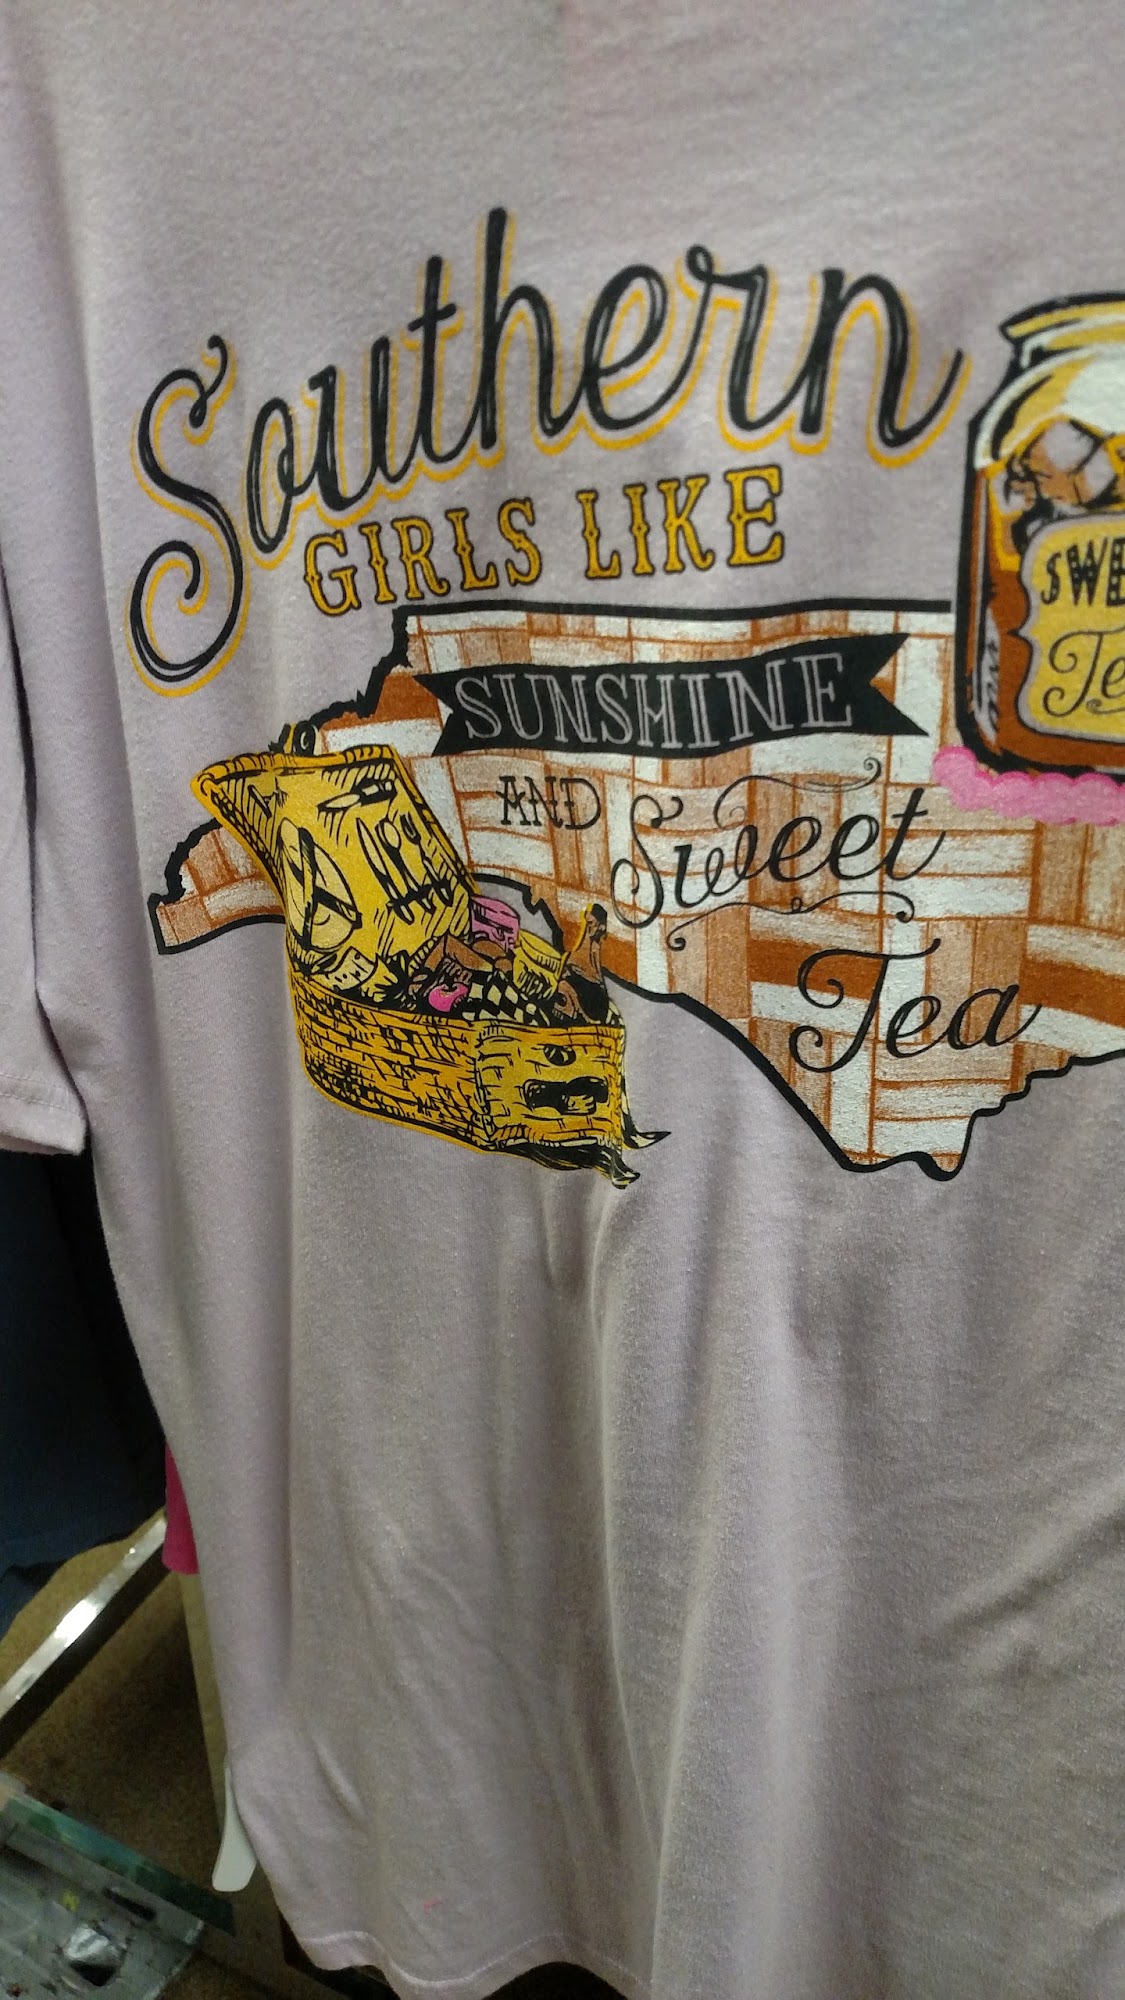 Southern
GIRLS LIKE
SUNSHINE
AND Sweet
Tea